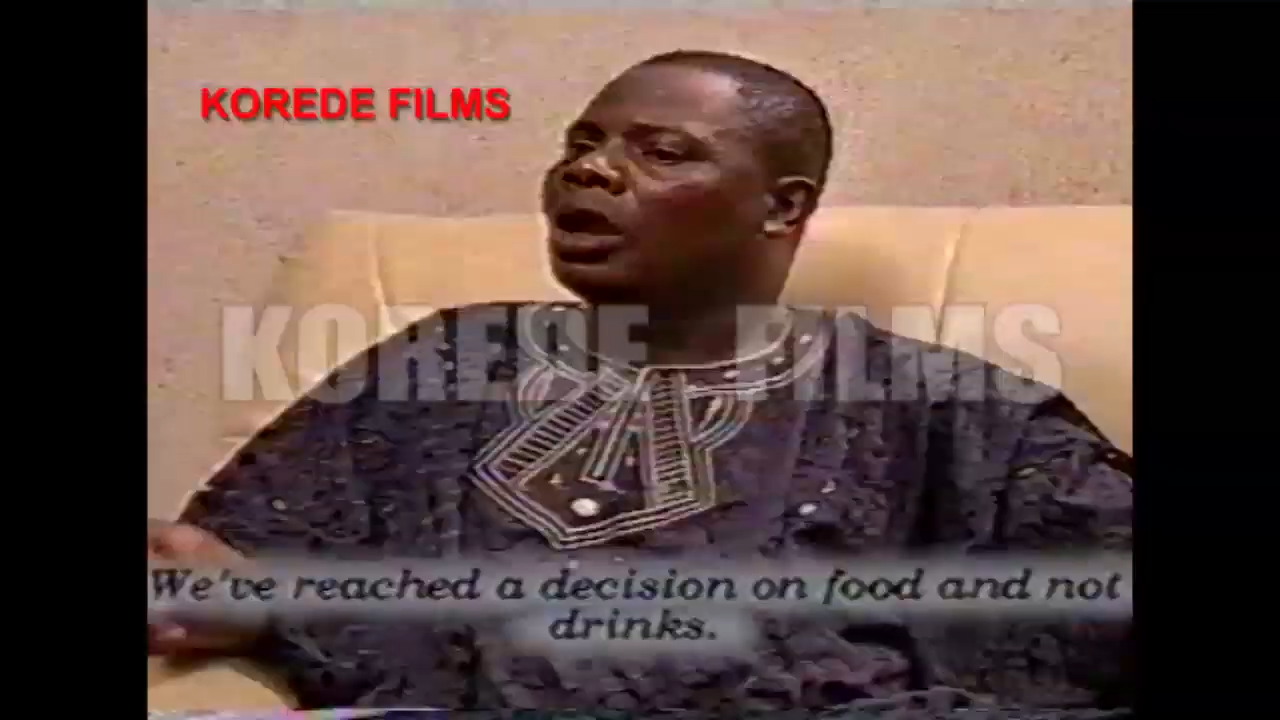 KOREDE FILMS
KOREDE FILMS
We've reached a decision on food and not
drinks.